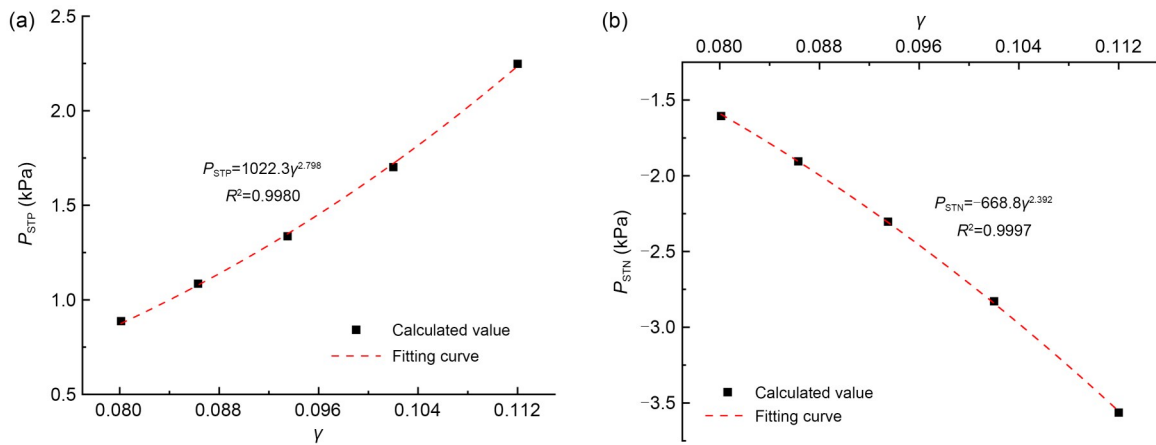 (a)
2.5
2.0
1.5
1.0
0.5
P_STP (kPa)
P_STP=1022.3γ^2.798
R²=0.9980
Calculated value
Fitting curve
0.080 0.088 0.096 0.104 0.112
γ
(b)
γ
0.080 0.088 0.096 0.104 0.112
−1.5
−2.0
−2.5
−3.0
−3.5
P_STN (kPa)
P_STN=−668.8γ^2.392
R²=0.9997
Calculated value
Fitting curve